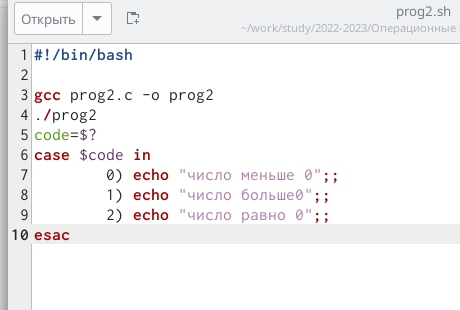 Открыть
prog2.sh
~/work/study/2022-2023/Операционные
1 #!/bin/bash
2
3 gcc prog2.c -o prog2
4 ./prog2
5 code=$?
6 case $code in
7 0) echo "число меньше 0";;
8 1) echo "число больше0";;
9 2) echo "число равно 0";;
10 esac